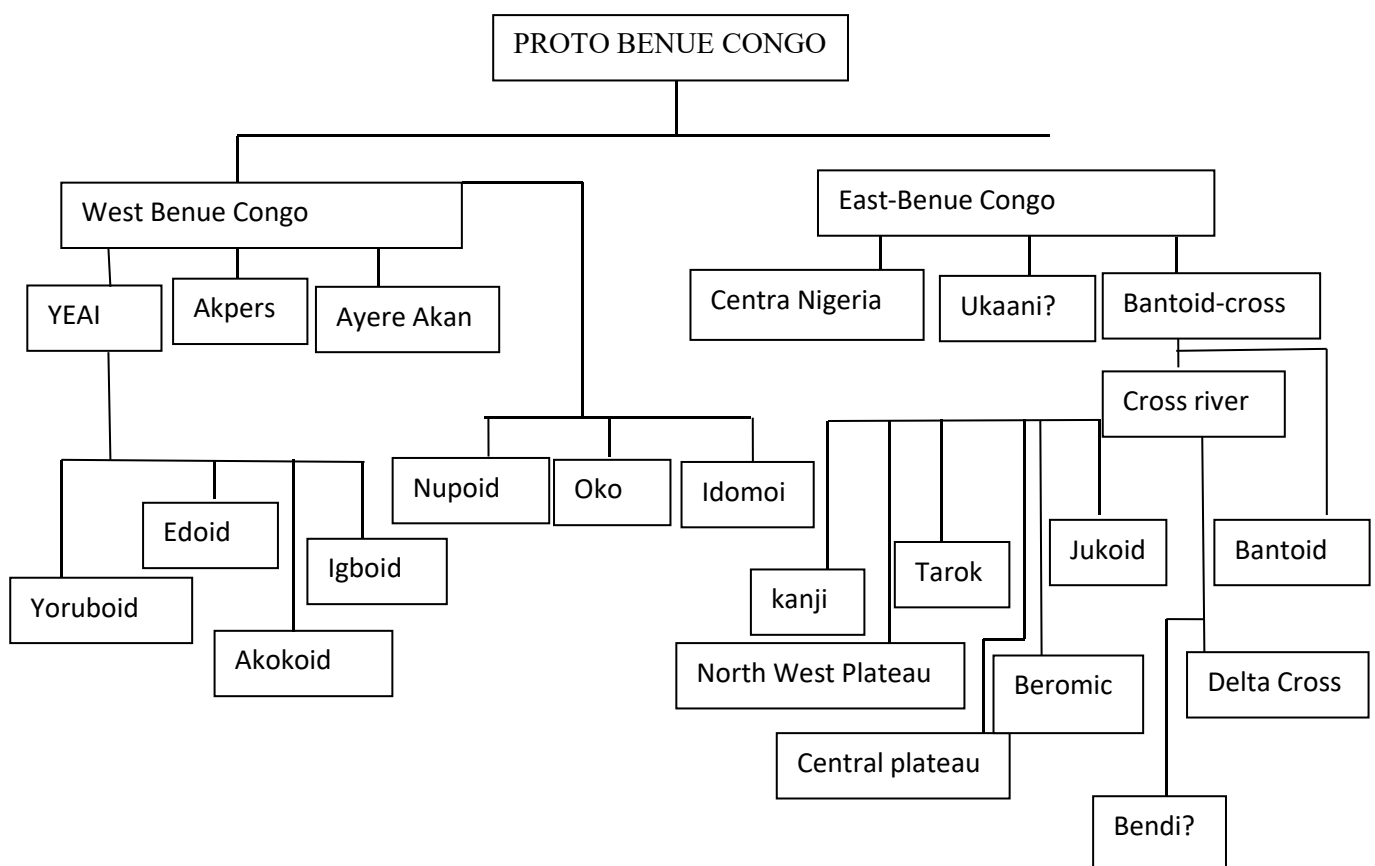 PROTO BENUE CONGO
West Benue Congo
East-Benue Congo
YEAI
Akpers
Ayere Akan
Centra Nigeria
Ukaani?
Bantoid-cross
Cross river
Nupoid
Oko
Idomoi
Edoid
Igboid
Yoruboid
Akokoid
kanji
Tarok
Jukoid
Bantoid
North West Plateau
Beromic
Delta Cross
Central plateau
Bendi?